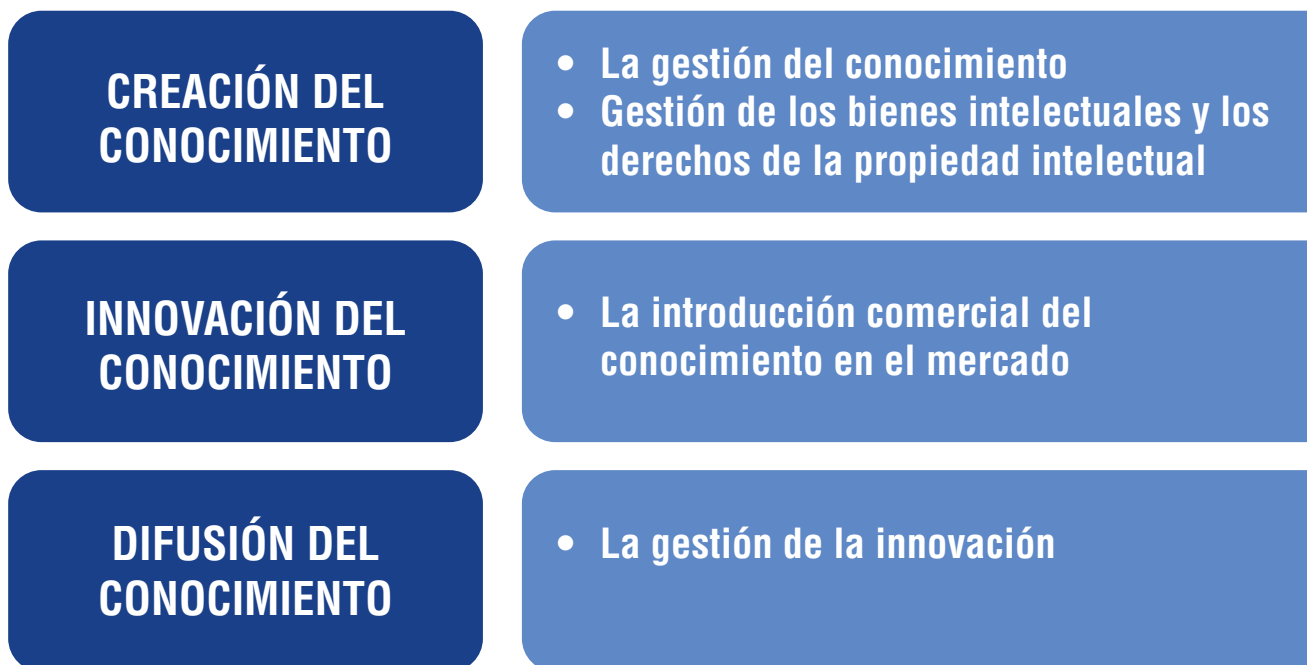 CREACIÓN DEL
CONOCIMIENTO
• La gestión del conocimiento
• Gestión de los bienes intelectuales y los
derechos de la propiedad intelectual
INNOVACIÓN DEL
CONOCIMIENTO
• La introducción comercial del
conocimiento en el mercado
DIFUSIÓN DEL
CONOCIMIENTO
• La gestión de la innovación